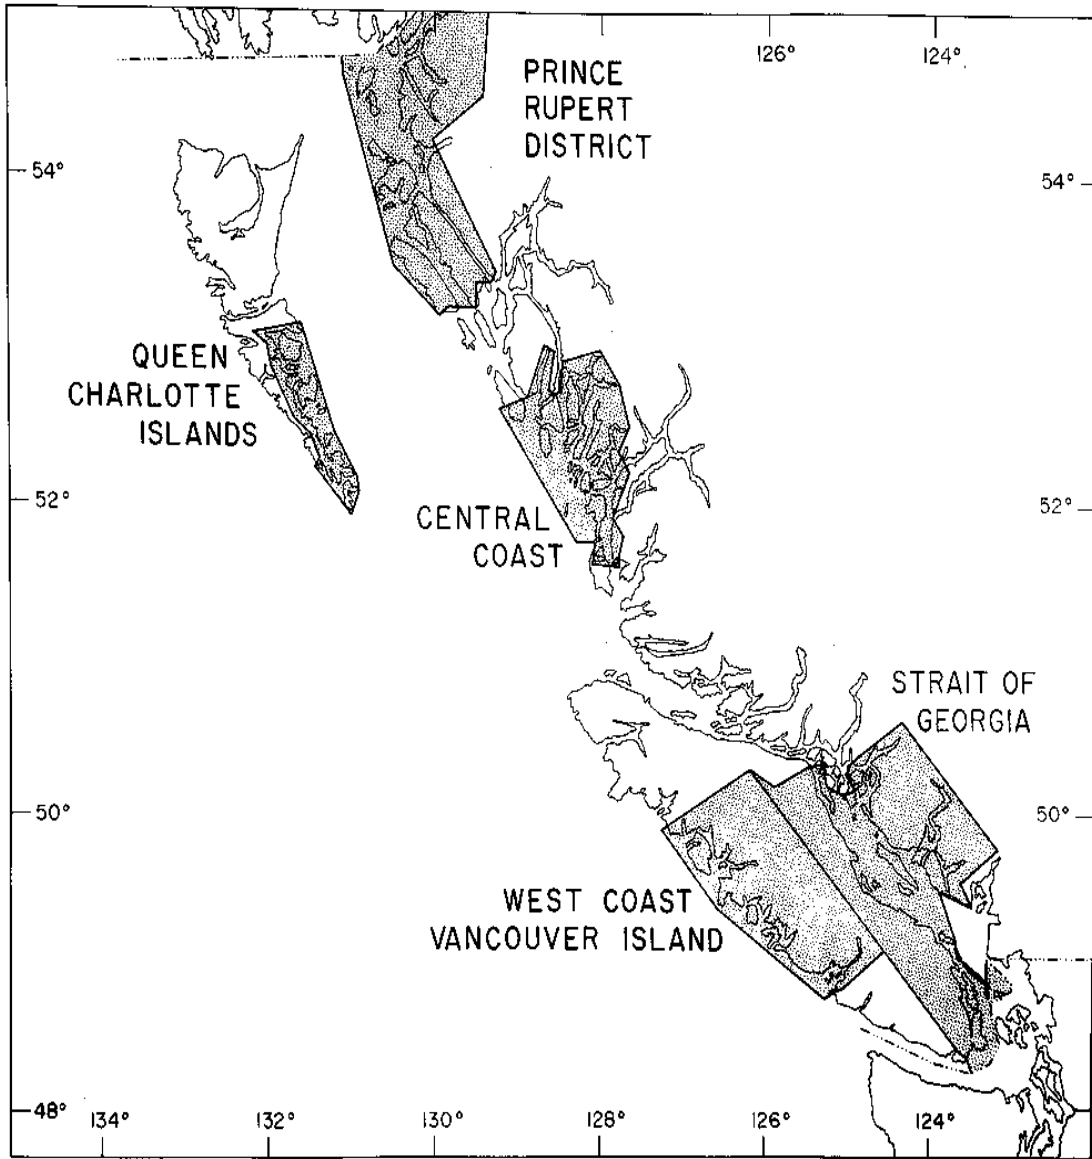 126°
124°
PRINCE
RUPERT
DISTRICT
54°
54°
QUEEN
CHARLOTTE
ISLANDS
52°
52°
CENTRAL
COAST
STRAIT OF
GEORGIA
50°
50°
WEST COAST
VANCOUVER ISLAND
48°
134°
132°
130°
128°
126°
124°